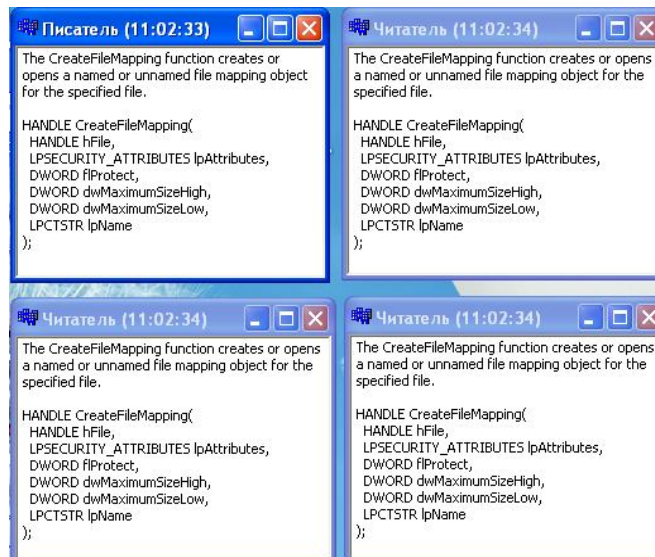 Писатель (11:02:33)
The CreateFileMapping function creates or
opens a named or unnamed file mapping object
for the specified file.
HANDLE CreateFileMapping(
HANDLE hFile,
LPSECURITY_ATTRIBUTES lpAttributes,
DWORD flProtect,
DWORD dwMaximumSizeHigh,
DWORD dwMaximumSizeLow,
LPCTSTR lpName
);
Читатель (11:02:34)
The CreateFileMapping function creates or opens
a named or unnamed file mapping object for the
specified file.
HANDLE CreateFileMapping(
HANDLE hFile,
LPSECURITY_ATTRIBUTES lpAttributes,
DWORD flProtect,
DWORD dwMaximumSizeHigh,
DWORD dwMaximumSizeLow,
LPCTSTR lpName
);
Читатель (11:02:34)
The CreateFileMapping function creates or opens
a named or unnamed file mapping object for the
specified file.
HANDLE CreateFileMapping(
HANDLE hFile,
LPSECURITY_ATTRIBUTES lpAttributes,
DWORD flProtect,
DWORD dwMaximumSizeHigh,
DWORD dwMaximumSizeLow,
LPCTSTR lpName
);
Читатель (11:02:34)
The CreateFileMapping function creates or opens
a named or unnamed file mapping object for the
specified file.
HANDLE CreateFileMapping(
HANDLE hFile,
LPSECURITY_ATTRIBUTES lpAttributes,
DWORD flProtect,
DWORD dwMaximumSizeHigh,
DWORD dwMaximumSizeLow,
LPCTSTR lpName
);